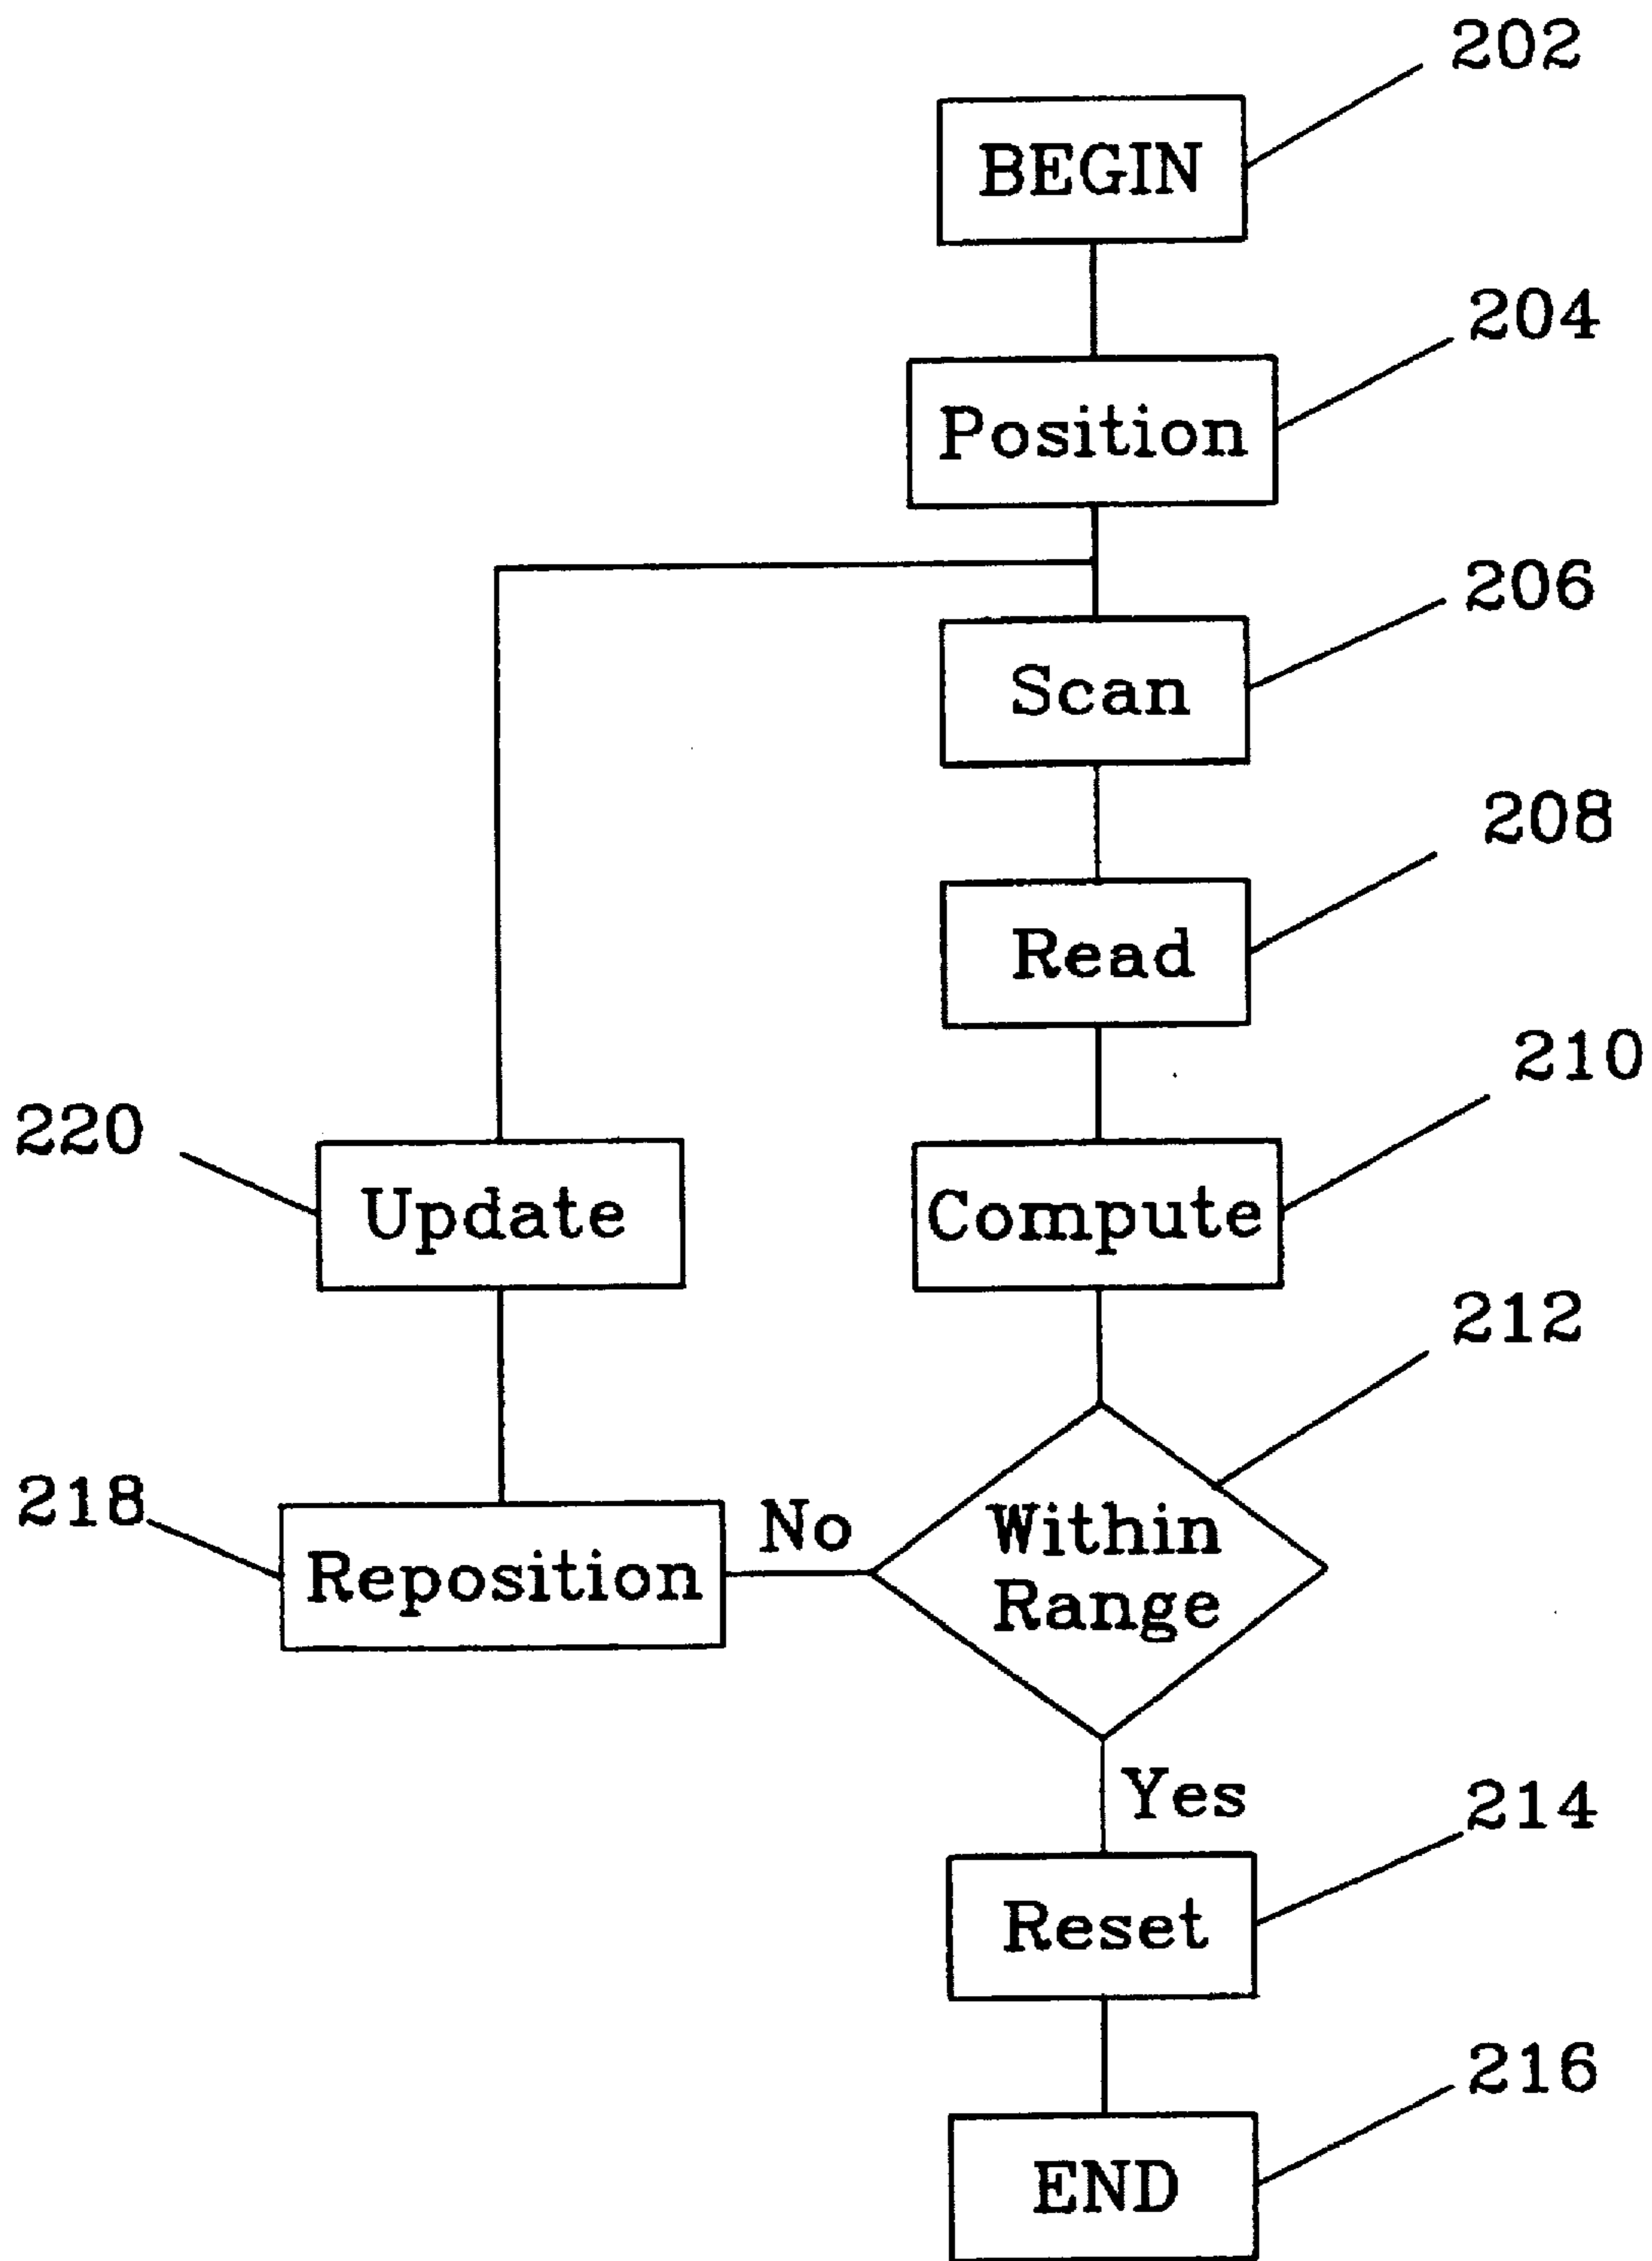 202
BEGIN
204
Position
206
Scan
208
Read
210
220
Update
Compute
212
218
No
Within
Reposition
Range
Yes
214
Reset
216
END